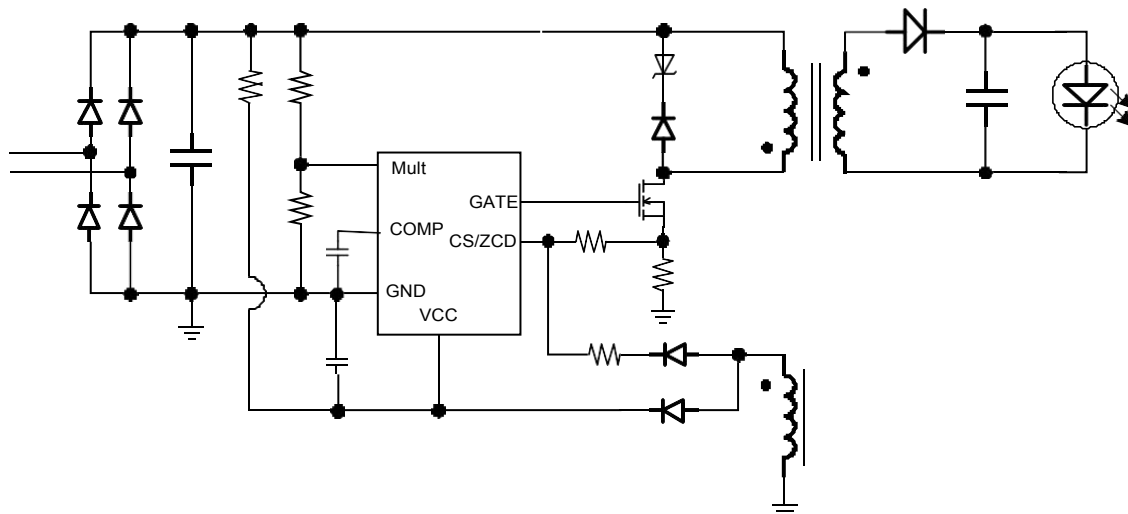 Mult
GATE
COMP
CS/ZCD
GND
VCC